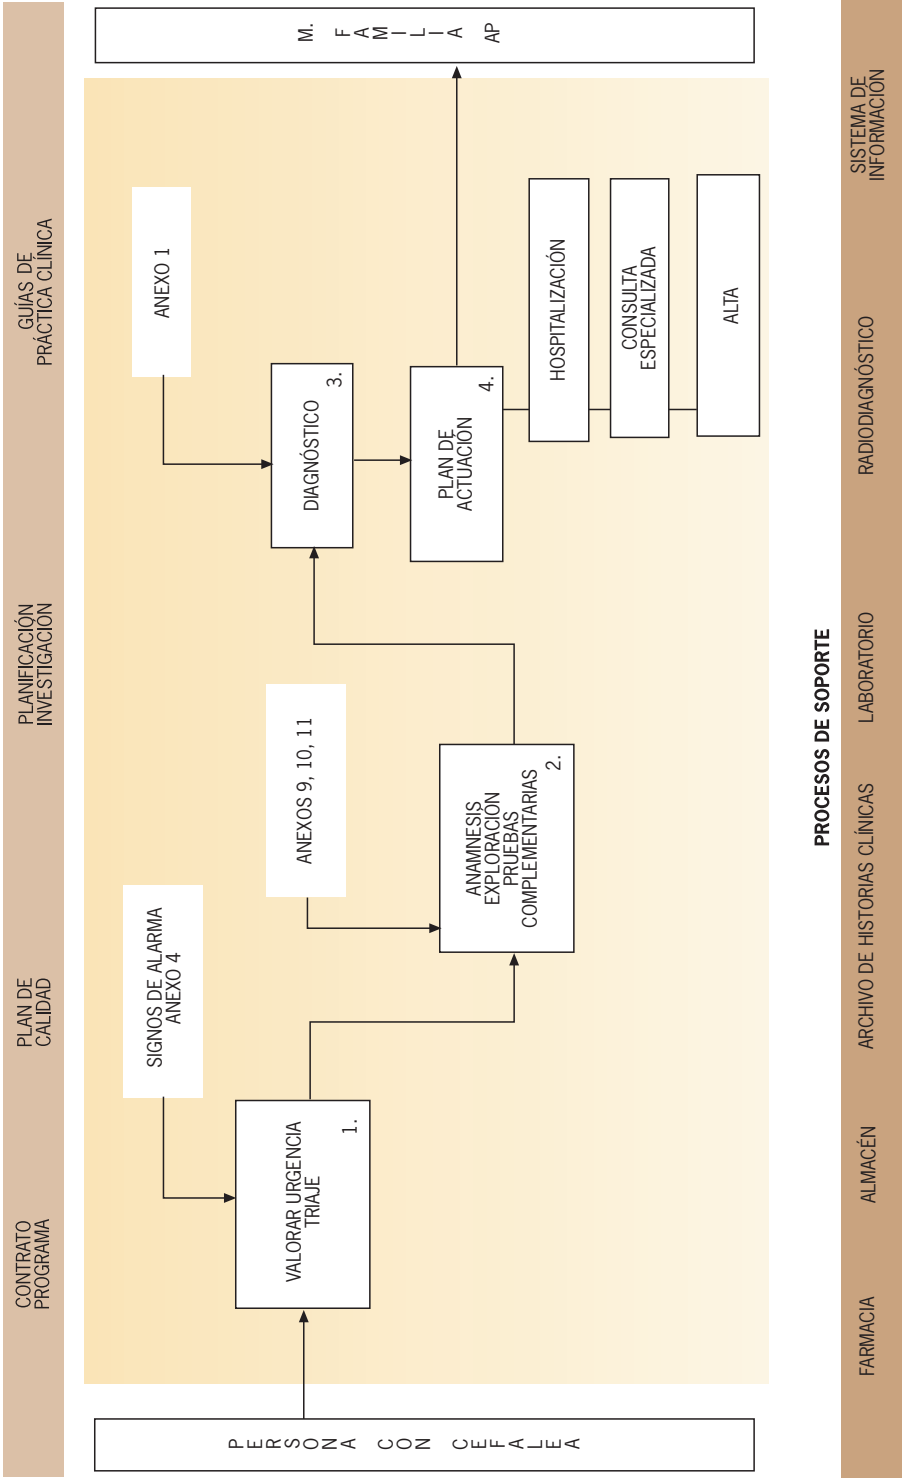 CONTRATO
PROGRAMA
PLAN DE
CALIDAD
PLANIFICACIÓN
INVESTIGACIÓN
GUÍAS DE
PRÁCTICA CLÍNICA
PERSONA CON CEFALEA
SIGNOS DE ALARMA
ANEXO 4
VALORAR URGENCIA
TRIAJE
1.
ANEXOS 9, 10, 11
ANAMNESIS
EXPLORACIÓN
PRUEBAS
COMPLEMENTARIAS
2.
ANEXO 1
DIAGNÓSTICO
3.
PLAN DE
ACTUACIÓN
4.
HOSPITALIZACIÓN
CONSULTA
ESPECIALIZADA
ALTA
M. FAMILIA AP
PROCESOS DE SOPORTE
FARMACIA
ALMACÉN
ARCHIVO DE HISTORIAS CLÍNICAS
LABORATORIO
RADIODIAGNÓSTICO
SISTEMA DE
INFORMACIÓN